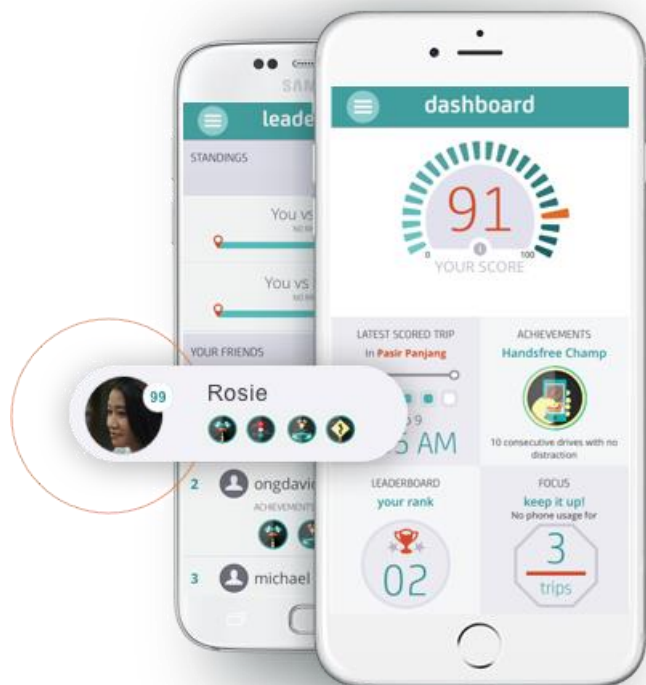 leade
STANDINGS
You vs
You vs
YOUR FRIENDS
99
Rosie
2
ongdavid
ACHIEVEMENTS
3
michael
dashboard
91
0
100
YOUR SCORE
LATEST SCORED TRIP
In Pasir Panjang
AM
ACHIEVEMENTS
Handsfree Champ
10 consecutive drives with no
distraction
LEADERBOARD
your rank
02
FOCUS
keep it up!
No phone usage for
3
trips